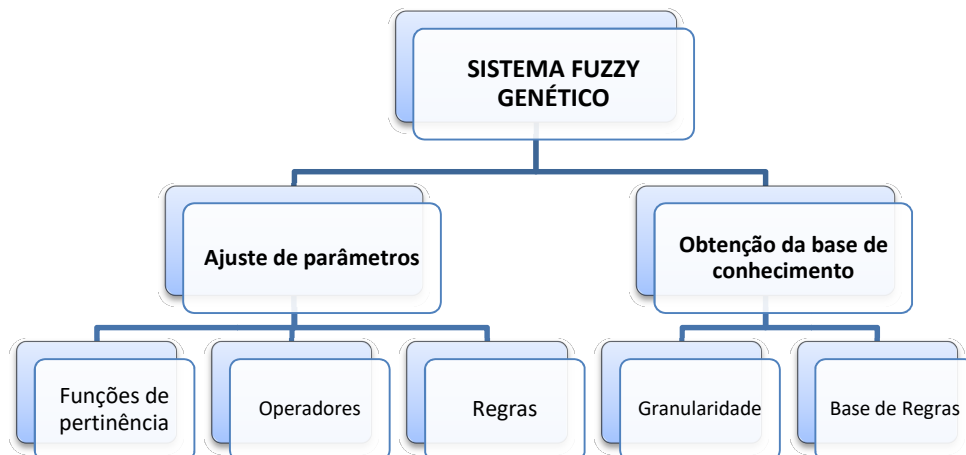 SISTEMA FUZZY
GENÉTICO
Ajuste de parâmetros
Obtenção da base de
conhecimento
Funções de
pertinência
Operadores
Regras
Granularidade
Base de Regras